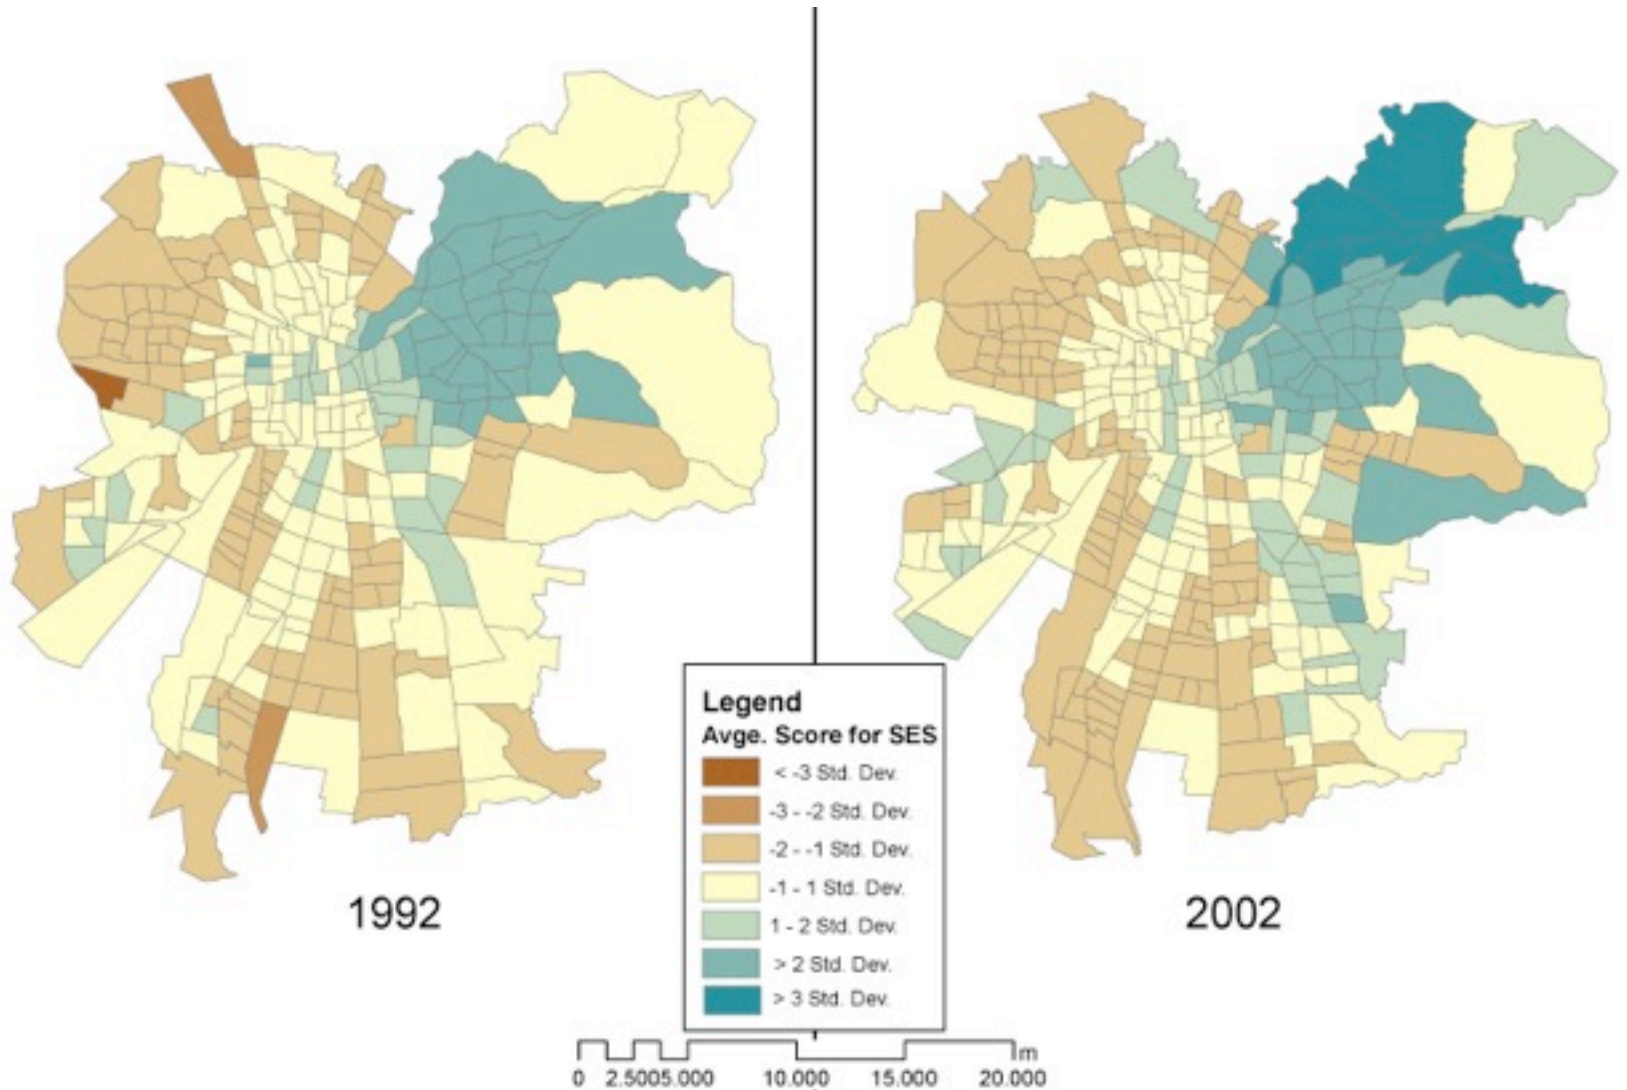 1992
2002
Legend
Avge. Score for SES
< -3 Std. Dev.
-3 - -2 Std. Dev.
-2 - -1 Std. Dev.
-1 - 1 Std. Dev.
1 - 2 Std. Dev.
> 2 Std. Dev.
> 3 Std. Dev.
m
0 2.500 5.000 10.000 15.000 20.000